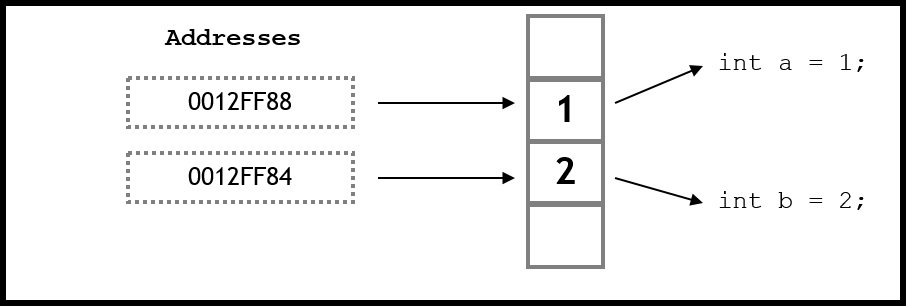 Addresses
0012FF88
1
int a = 1;
0012FF84
2
int b = 2;